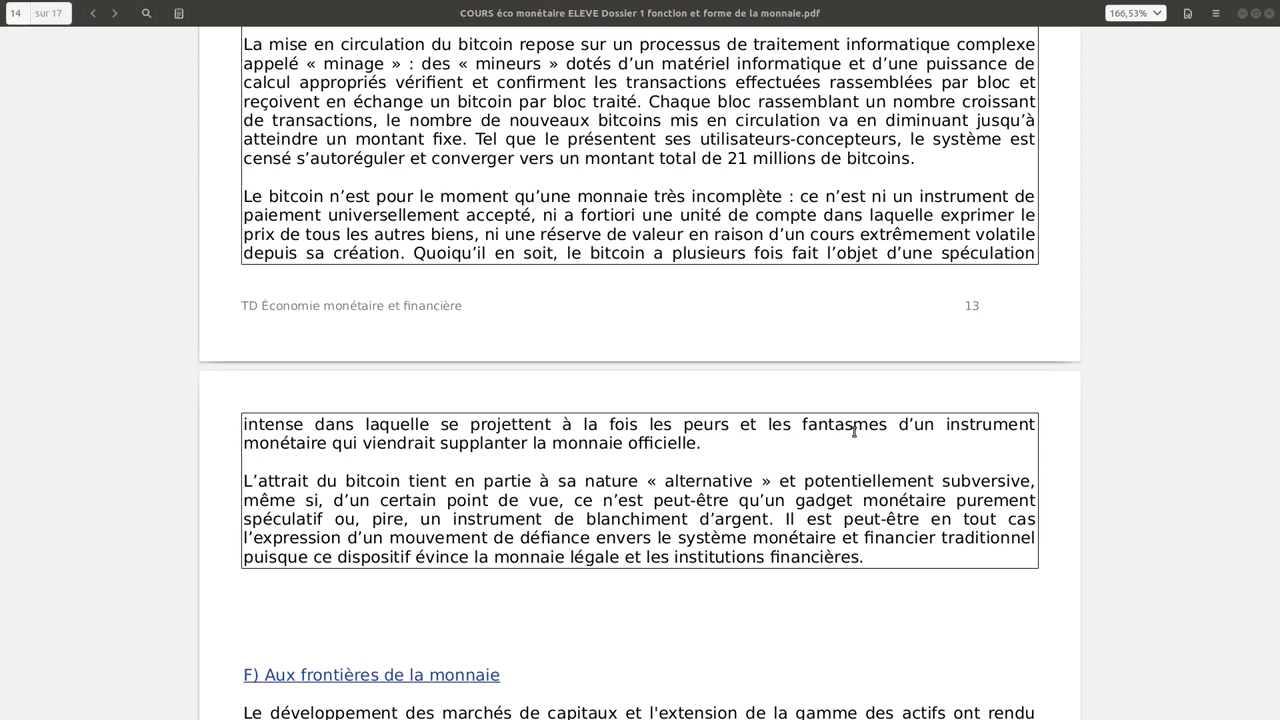 14 sur 17 COURS éco monétaire ELEVE Dossier 1 fonction et forme de la monnaie.pdf 166,53%
La mise en circulation du bitcoin repose sur un processus de traitement informatique complexe
appelé « minage » : des « mineurs » dotés d’un matériel informatique et d’une puissance de
calcul appropriés vérifient et confirment les transactions effectuées rassemblées par bloc et
reçoivent en échange un bitcoin par bloc traité. Chaque bloc rassemblant un nombre croissant
de transactions, le nombre de nouveaux bitcoins mis en circulation va en diminuant jusqu’à
atteindre un montant fixe. Tel que le présentent ses utilisateurs-concepteurs, le système est
censé s’autoréguler et converger vers un montant total de 21 millions de bitcoins.
Le bitcoin n’est pour le moment qu’une monnaie très incomplète : ce n’est ni un instrument de
paiement universellement accepté, ni a fortiori une unité de compte dans laquelle exprimer le
prix de tous les autres biens, ni une réserve de valeur en raison d’un cours extrêmement volatile
depuis sa création. Quoiqu’il en soit, le bitcoin a plusieurs fois fait l’objet d’une spéculation
TD Économie monétaire et financière 13
intense dans laquelle se projettent à la fois les peurs et les fantasmes d’un instrument
monétaire qui viendrait supplanter la monnaie officielle.
L’attrait du bitcoin tient en partie à sa nature « alternative » et potentiellement subversive,
même si, d’un certain point de vue, ce n’est peut-être qu’un gadget monétaire purement
spéculatif ou, pire, un instrument de blanchiment d’argent. Il est peut-être en tout cas
l’expression d’un mouvement de défiance envers le système monétaire et financier traditionnel
puisque ce dispositif évince la monnaie légale et les institutions financières.
F) Aux frontières de la monnaie
Le développement des marchés de capitaux et l'extension de la gamme des actifs ont rendu